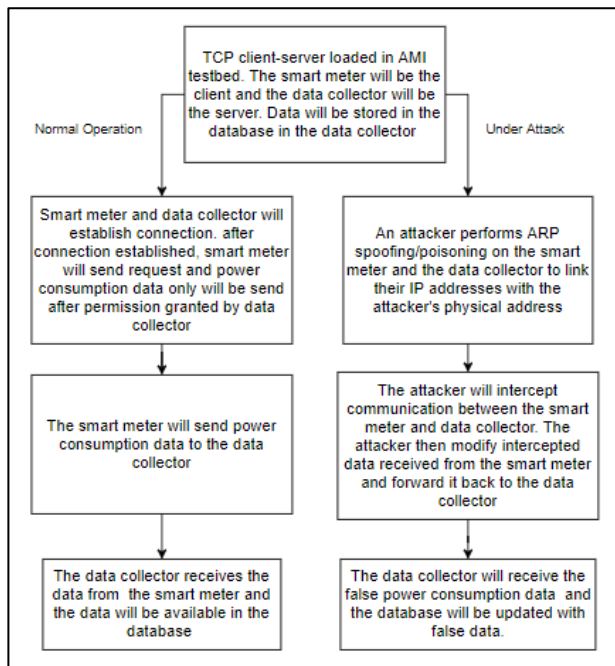 TCP client-server loaded in AMI
testbed. The smart meter will be the
client and the data collector will be
the server. Data will be stored in the
database in the data collector
Normal Operation
Under Attack
Smart meter and data collector will
establish connection. after
connection established, smart meter
will send request and power
consumption data only will be send
after permission granted by data
collector
An attacker performs ARP
spoofing/poisoning on the smart
meter and the data collector to link
their IP addresses with the
attacker's physical address
The smart meter will send power
consumption data to the data
collector
The attacker will intercept
communication between the smart
meter and data collector. The
attacker then modify intercepted
data received from the smart meter
and forward it back to the data
collector
The data collector receives the
data from the smart meter and
the data will be available in the
database
The data collector will receive the
false power consumption data and
the database will be updated with
false data.